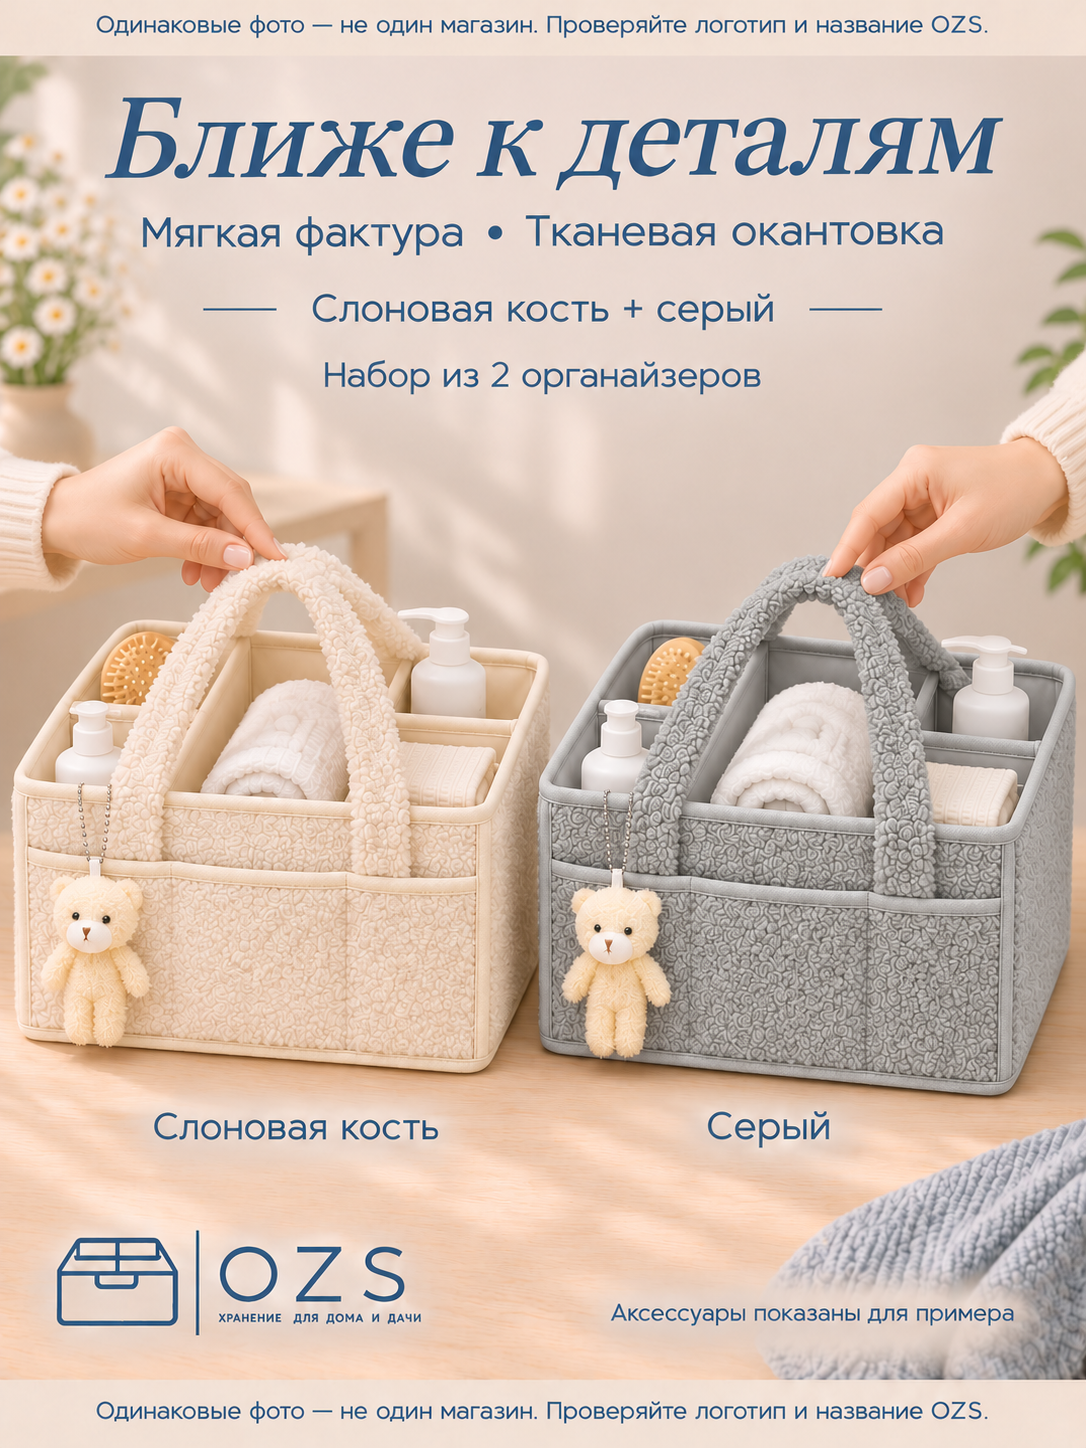 Одинаковые фото — не один магазин. Проверяйте логотип и название OZS.
Ближе к деталям
Мягкая фактура • Тканевая окантовка
Слоновая кость + серый
Набор из 2 органайзеров
Слоновая кость
Серый
OZS
ХРАНЕНИЕ ДЛЯ ДОМА И ДАЧИ
Аксессуары показаны для примера
Одинаковые фото — не один магазин. Проверяйте логотип и название OZS.